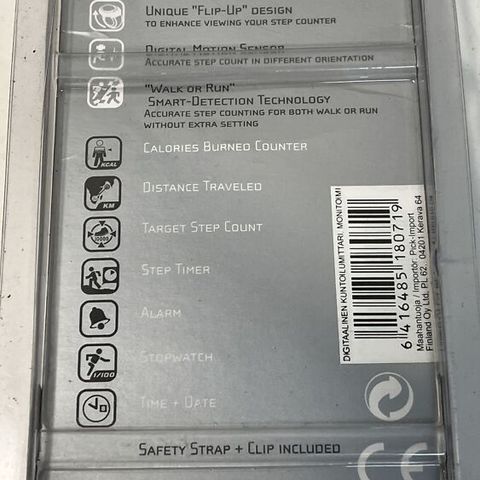 UNIQUE "FLIP-UP" DESIGN
TO ENHANCE VIEWING YOUR STEP COUNTER
DIGITAL MOTION SENSOR
ACCURATE STEP COUNT IN DIFFERENT ORIENTATION
"WALK OR RUN"
SMART-DETECTION TECHNOLOGY
ACCURATE STEP COUNTING FOR BOTH WALK OR RUN
WITHOUT EXTRA SETTING
KCAL
CALORIES BURNED COUNTER
KM
DISTANCE TRAVELED
10000
TARGET STEP COUNT
STEP TIMER
ALARM
1/100
STOPWATCH
TIME + DATE
SAFETY STRAP + CLIP INCLUDED
DIGITAALINEN KUNTOILUMITTARI, MONITOIMI
6 416485 180719
Maahantuoja / Importör: Pick-Import
Finland Oy Ltd. PL 62, 04201 Kerava 64
CE